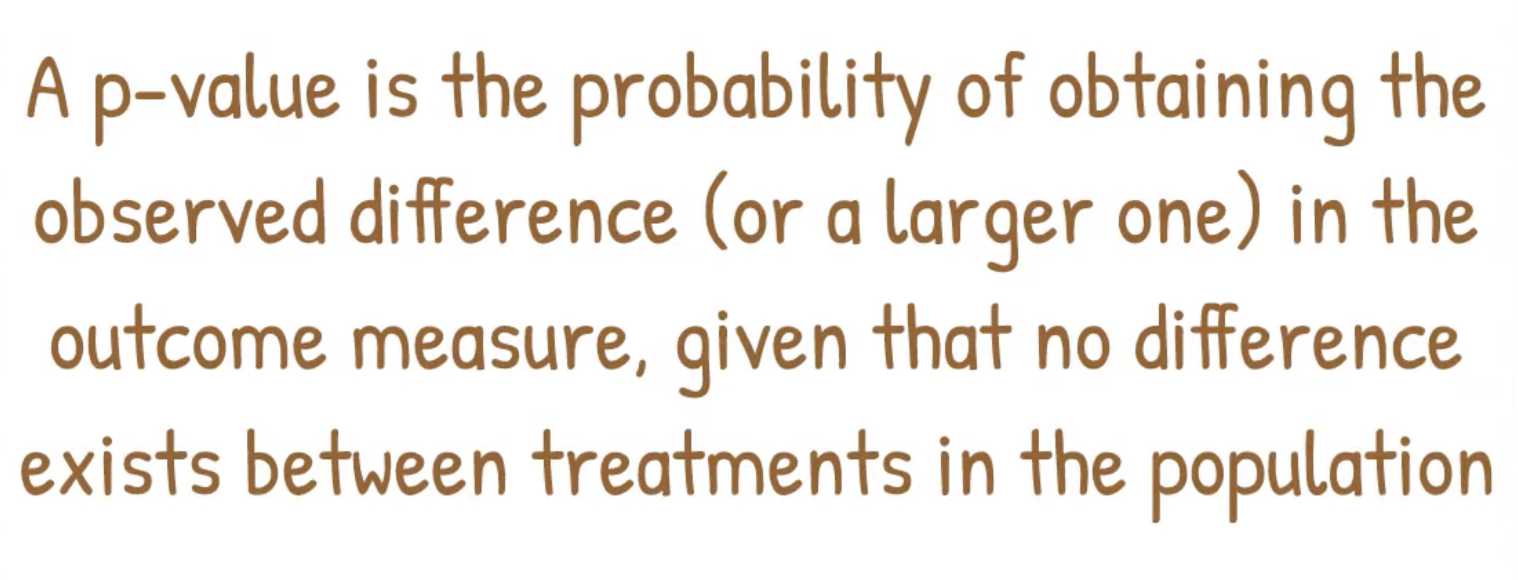 A p-value is the probability of obtaining the
observed difference (or a larger one) in the
outcome measure, given that no difference
exists between treatments in the population